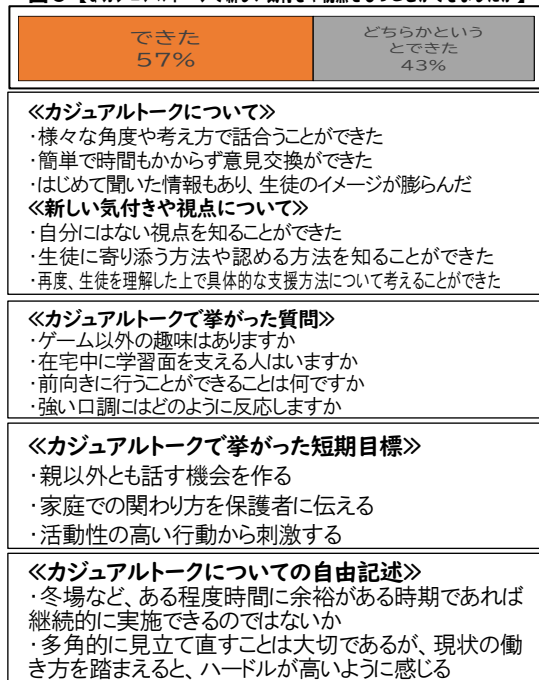 できた
57%
どちらかという
とできた
43%
≪カジュアルトークについて≫
・様々な角度や考え方で話合うことができた
・簡単で時間もかからず意見交換ができた
・はじめて聞いた情報もあり、生徒のイメージが膨らんだ
≪新しい気付きや視点について≫
・自分にはない視点を知ることができた
・生徒に寄り添う方法や認める方法を知ることができた
・再度、生徒を理解した上で具体的な支援方法について考えることができた
≪カジュアルトークで挙がった質問≫
・ゲーム以外の趣味はありますか
・在宅中に学習面を支える人はいますか
・前向きに行うことができることは何ですか
・強い口調にはどのように反応しますか
≪カジュアルトークで挙がった短期目標≫
・親以外とも話す機会を作る
・家庭での関わり方を保護者に伝える
・活動性の高い行動から刺激する
≪カジュアルトークについての自由記述≫
・冬場など、ある程度時間に余裕がある時期であれば
継続的に実施できるのではないか
・多角的に見立て直すことは大切であるが、現状の働
き方を踏まえると、ハードルが高いように感じる